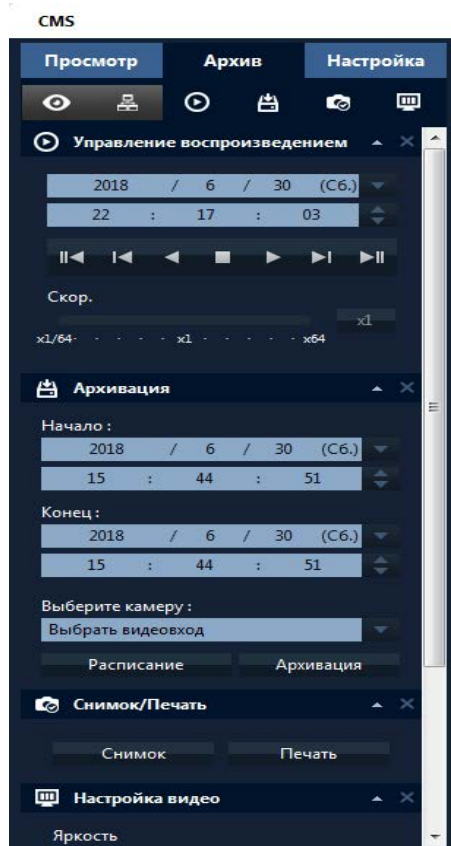 CMS
Просмотр Архив Настройка
Управление воспроизведением
2018 / 6 / 30 (Сб.)
22 : 17 : 03
Скор.
x1
x1/64 · · · · x1 · · · · x64
Архивация
Начало :
2018 / 6 / 30 (Сб.)
15 : 44 : 51
Конец :
2018 / 6 / 30 (Сб.)
15 : 44 : 51
Выберите камеру :
Выбрать видеовход
Расписание Архивация
Снимок/Печать
Снимок Печать
Настройка видео
Яркость